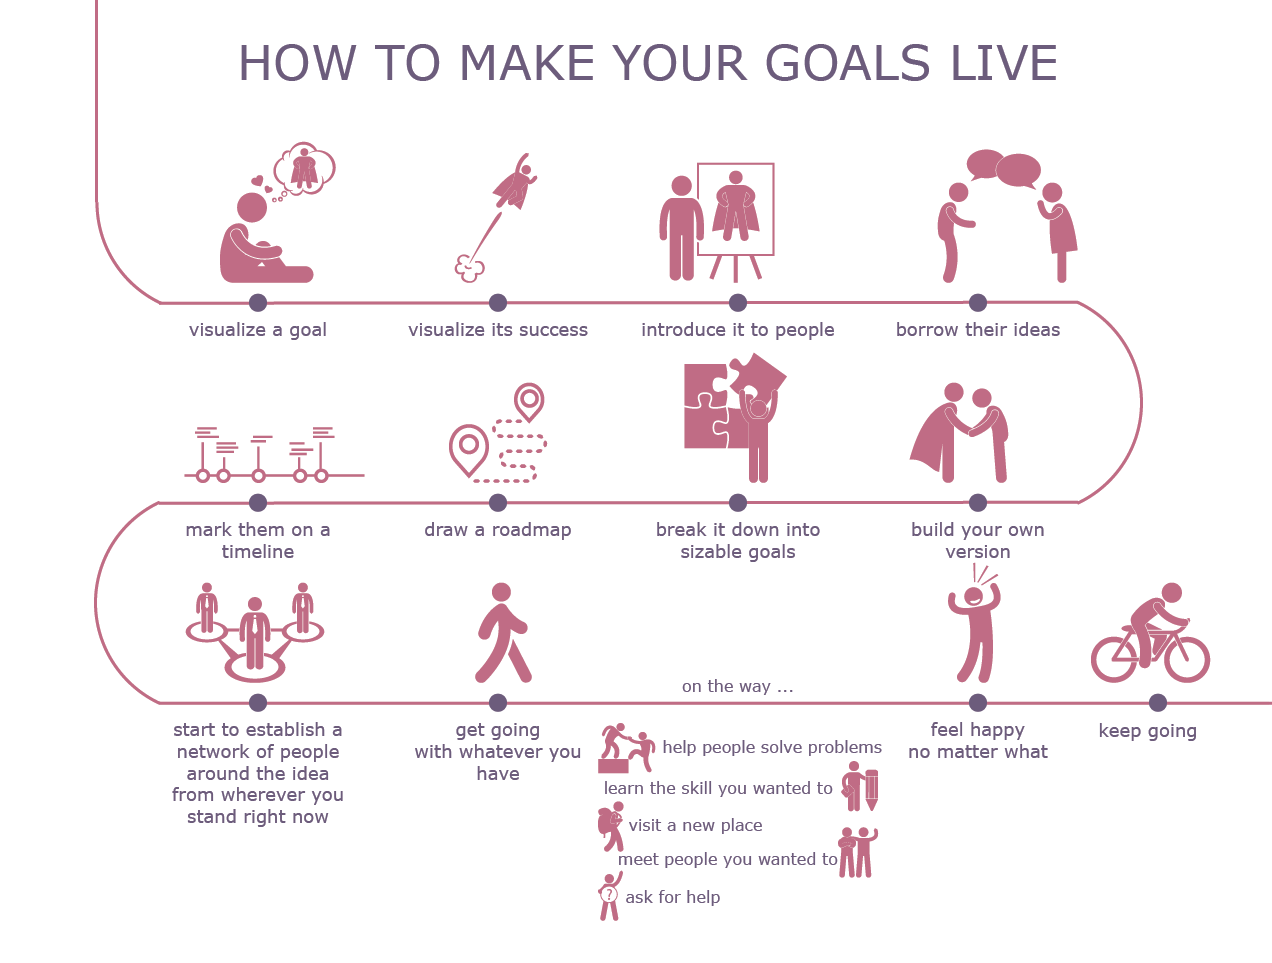 HOW TO MAKE YOUR GOALS LIVE
visualize a goal
visualize its success
introduce it to people
borrow their ideas
build your own
version
break it down into
sizable goals
draw a roadmap
mark them on a
timeline
start to establish a
network of people
around the idea
from wherever you
stand right now
get going
with whatever you
have
on the way ...
help people solve problems
learn the skill you wanted to
visit a new place
meet people you wanted to
?
ask for help
feel happy
no matter what
keep going